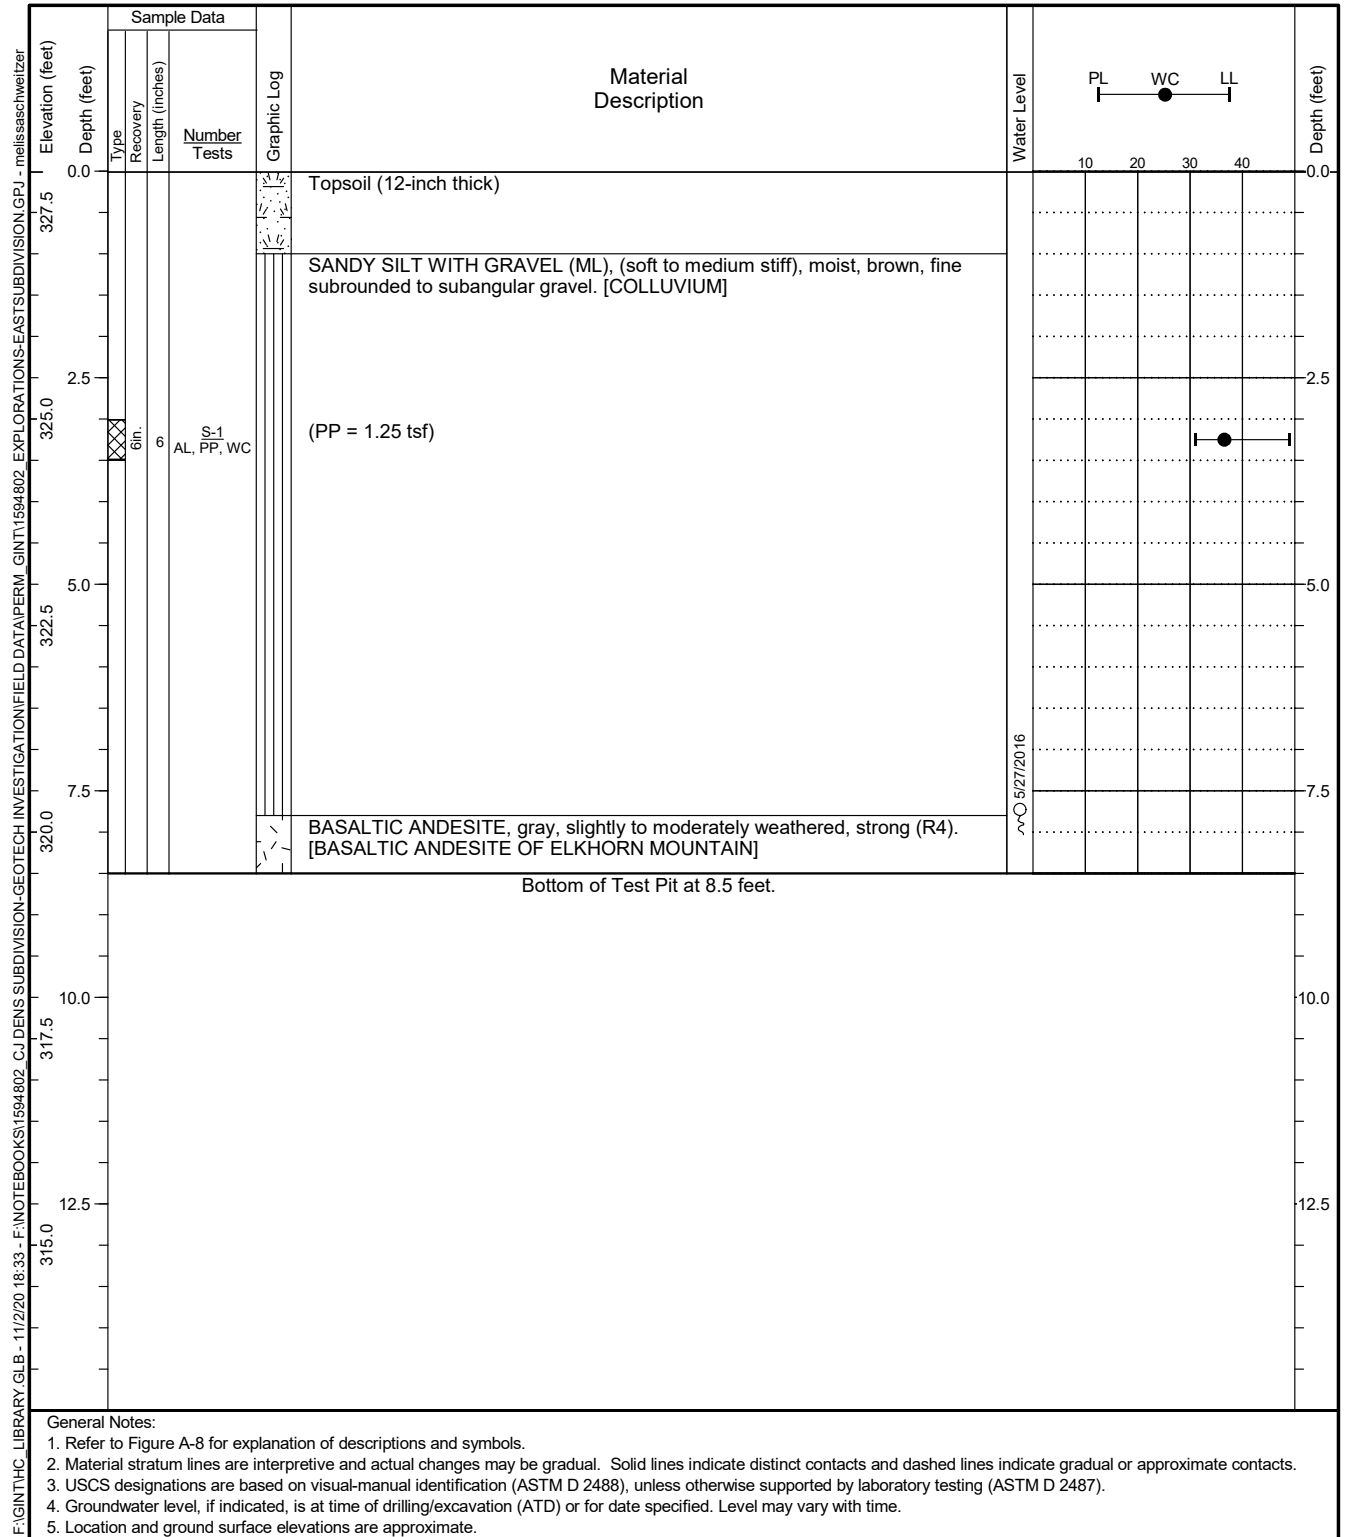 Sample Data
Elevation (feet)
Depth (feet)
Type
Recovery
Length (inches)
Number
Tests
Graphic Log
Material
Description
Water Level
PL WC LL
Depth (feet)
10 20 30 40
0.0 0.0
Topsoil (12-inch thick)
327.5
SANDY SILT WITH GRAVEL (ML), (soft to medium stiff), moist, brown, fine
subrounded to subangular gravel. [COLLUVIUM]
2.5 2.5
325.0
6in.
6
S-1
AL, PP, WC
(PP = 1.25 tsf)
5.0 5.0
322.5
5/27/2016
7.5 7.5
320.0
BASALTIC ANDESITE, gray, slightly to moderately weathered, strong (R4).
[BASALTIC ANDESITE OF ELKHORN MOUNTAIN]
Bottom of Test Pit at 8.5 feet.
10.0 10.0
317.5
12.5 12.5
315.0
General Notes:
1. Refer to Figure A-8 for explanation of descriptions and symbols.
2. Material stratum lines are interpretive and actual changes may be gradual. Solid lines indicate distinct contacts and dashed lines indicate gradual or approximate contacts.
3. USCS designations are based on visual-manual identification (ASTM D 2488), unless otherwise supported by laboratory testing (ASTM D 2487).
4. Groundwater level, if indicated, is at time of drilling/excavation (ATD) or for date specified. Level may vary with time.
5. Location and ground surface elevations are approximate.
F:\GINT\HC_LIBRARY.GLB - 11/2/20 18:33 - F:\NOTEBOOKS\1594802_CJ DENS SUBDIVISION-GEOTECH INVESTIGATION\FIELD DATA\PERM_GINT\1594802_EXPLORATIONS-EASTSUBDIVISION.GPJ - melissaschweitzer